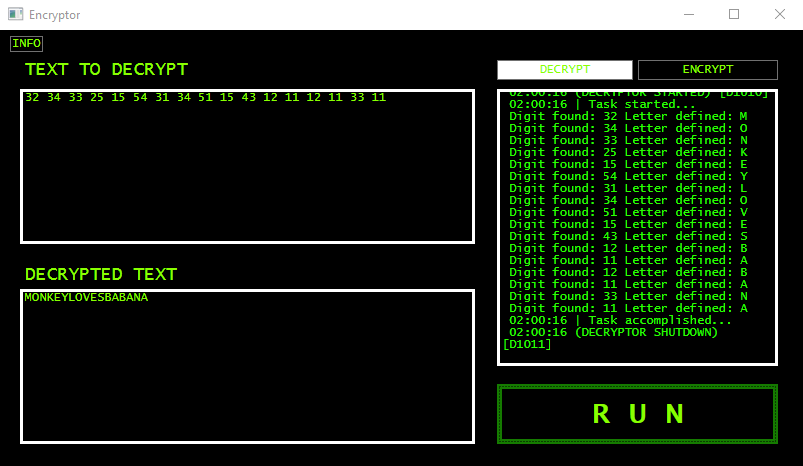 Encryptor
INFO
TEXT TO DECRYPT
32 34 33 25 15 54 31 34 51 15 43 12 11 12 11 33 11
DECRYPTED TEXT
MONKEYLOVESBABANA
DECRYPT
ENCRYPT
02:00:16 (DECRYPTOR STARTED) [D1010]
02:00:16 | Task started...
Digit found: 32 Letter defined: M
Digit found: 34 Letter defined: O
Digit found: 33 Letter defined: N
Digit found: 25 Letter defined: K
Digit found: 15 Letter defined: E
Digit found: 54 Letter defined: Y
Digit found: 31 Letter defined: L
Digit found: 34 Letter defined: O
Digit found: 51 Letter defined: V
Digit found: 15 Letter defined: E
Digit found: 43 Letter defined: S
Digit found: 12 Letter defined: B
Digit found: 11 Letter defined: A
Digit found: 12 Letter defined: B
Digit found: 11 Letter defined: A
Digit found: 33 Letter defined: N
Digit found: 11 Letter defined: A
02:00:16 | Task accomplished...
02:00:16 (DECRYPTOR SHUTDOWN)
[D1011]
R U N